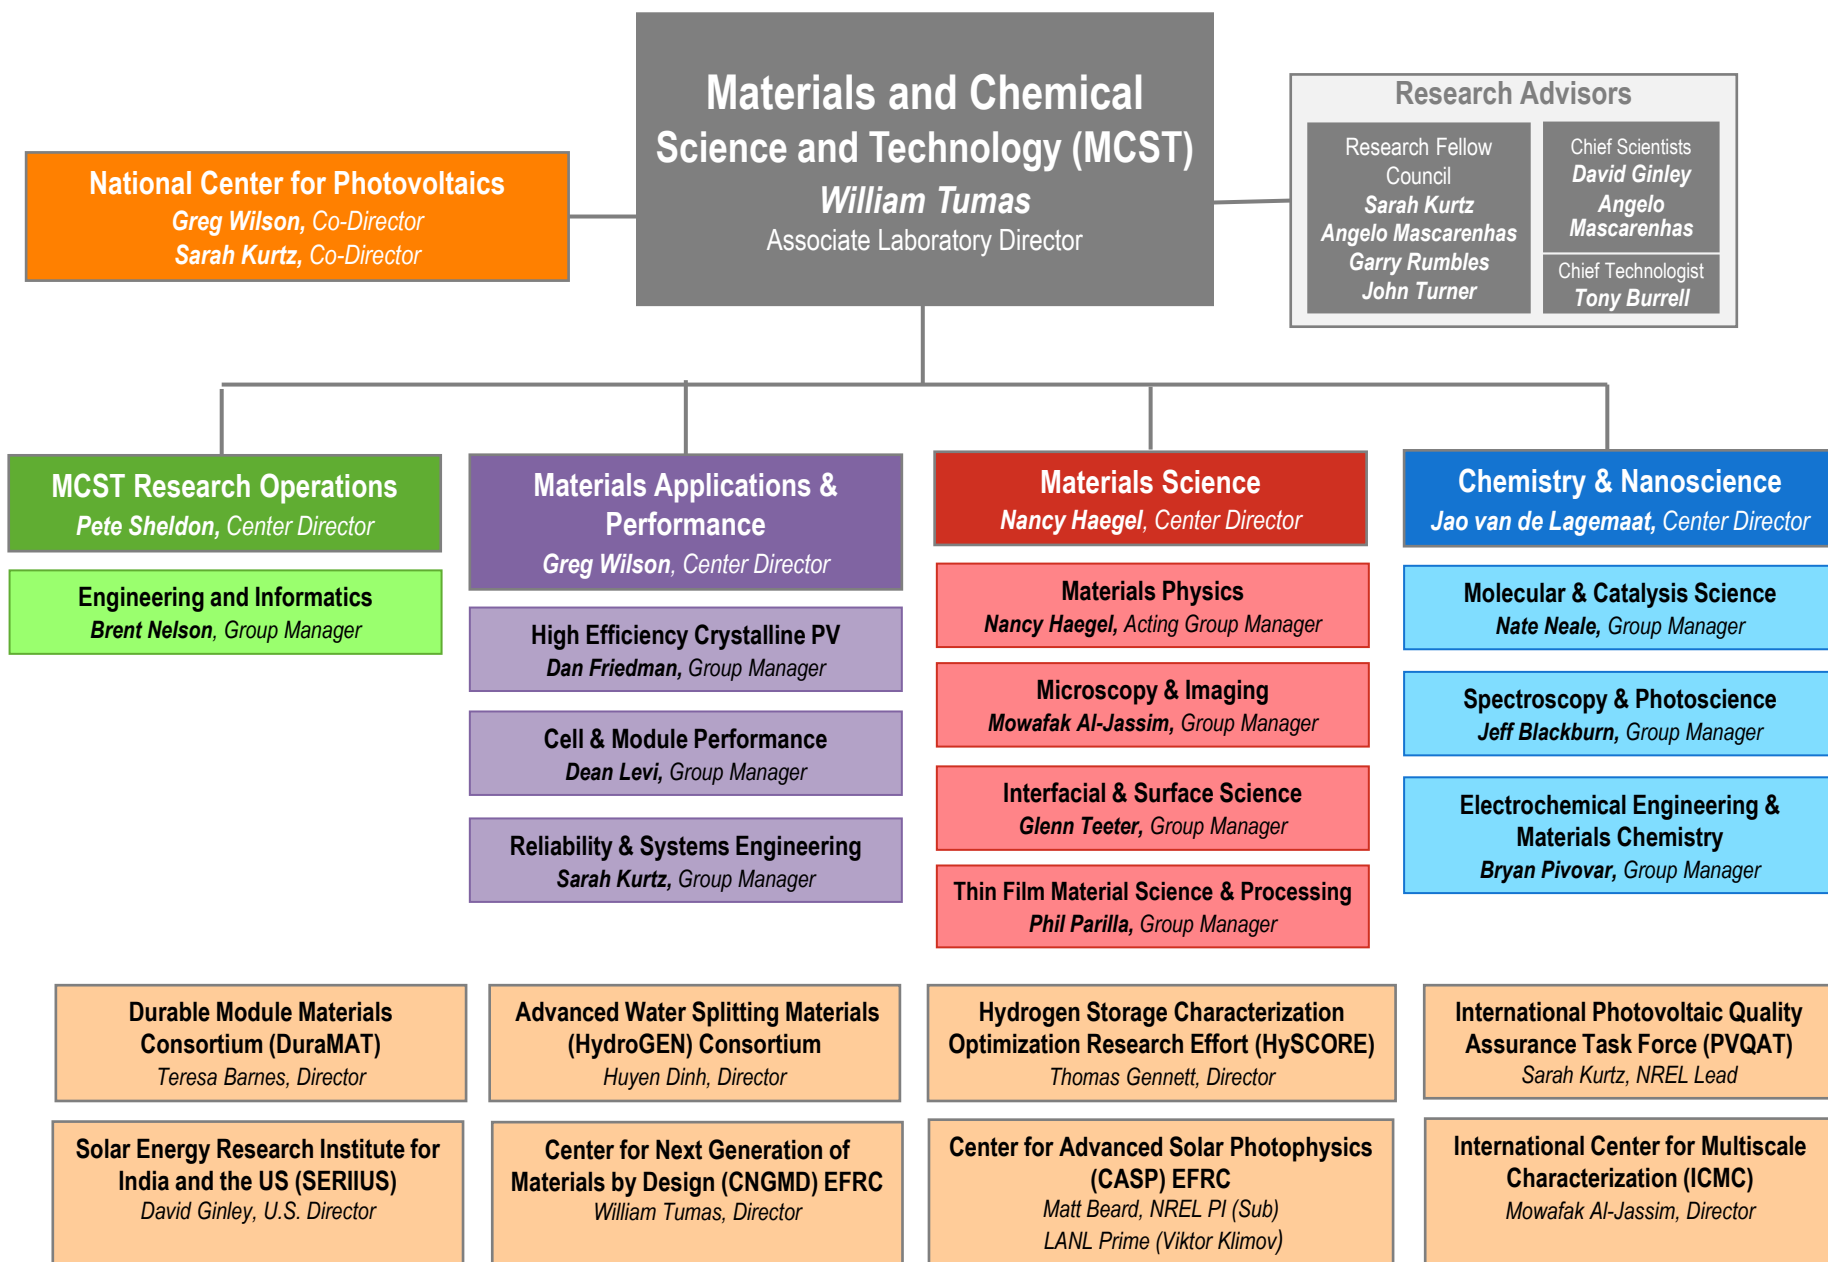 Materials and Chemical
Science and Technology (MCST)
William Tumas
Associate Laboratory Director
National Center for Photovoltaics
Greg Wilson, Co-Director
Sarah Kurtz, Co-Director
Research Advisors
Research Fellow
Council
Sarah Kurtz
Angelo Mascarenhas
Garry Rumbles
John Turner
Chief Scientists
David Ginley
Angelo
Mascarenhas
Chief Technologist
Tony Burrell
MCST Research Operations
Pete Sheldon, Center Director
Engineering and Informatics
Brent Nelson, Group Manager
Materials Applications &
Performance
Greg Wilson, Center Director
High Efficiency Crystalline PV
Dan Friedman, Group Manager
Cell & Module Performance
Dean Levi, Group Manager
Reliability & Systems Engineering
Sarah Kurtz, Group Manager
Materials Science
Nancy Haegel, Center Director
Materials Physics
Nancy Haegel, Acting Group Manager
Microscopy & Imaging
Mowafak Al-Jassim, Group Manager
Interfacial & Surface Science
Glenn Teeter, Group Manager
Thin Film Material Science & Processing
Phil Parilla, Group Manager
Chemistry & Nanoscience
Jao van de Lagemaat, Center Director
Molecular & Catalysis Science
Nate Neale, Group Manager
Spectroscopy & Photoscience
Jeff Blackburn, Group Manager
Electrochemical Engineering &
Materials Chemistry
Bryan Pivovar, Group Manager
Durable Module Materials
Consortium (DuraMAT)
Teresa Barnes, Director
Advanced Water Splitting Materials
(HydroGEN) Consortium
Huyen Dinh, Director
Hydrogen Storage Characterization
Optimization Research Effort (HySCORE)
Thomas Gennett, Director
International Photovoltaic Quality
Assurance Task Force (PVQAT)
Sarah Kurtz, NREL Lead
Solar Energy Research Institute for
India and the US (SERIIUS)
David Ginley, U.S. Director
Center for Next Generation of
Materials by Design (CNGMD) EFRC
William Tumas, Director
Center for Advanced Solar Photophysics
(CASP) EFRC
Matt Beard, NREL PI (Sub)
LANL Prime (Viktor Klimov)
International Center for Multiscale
Characterization (ICMC)
Mowafak Al-Jassim, Director